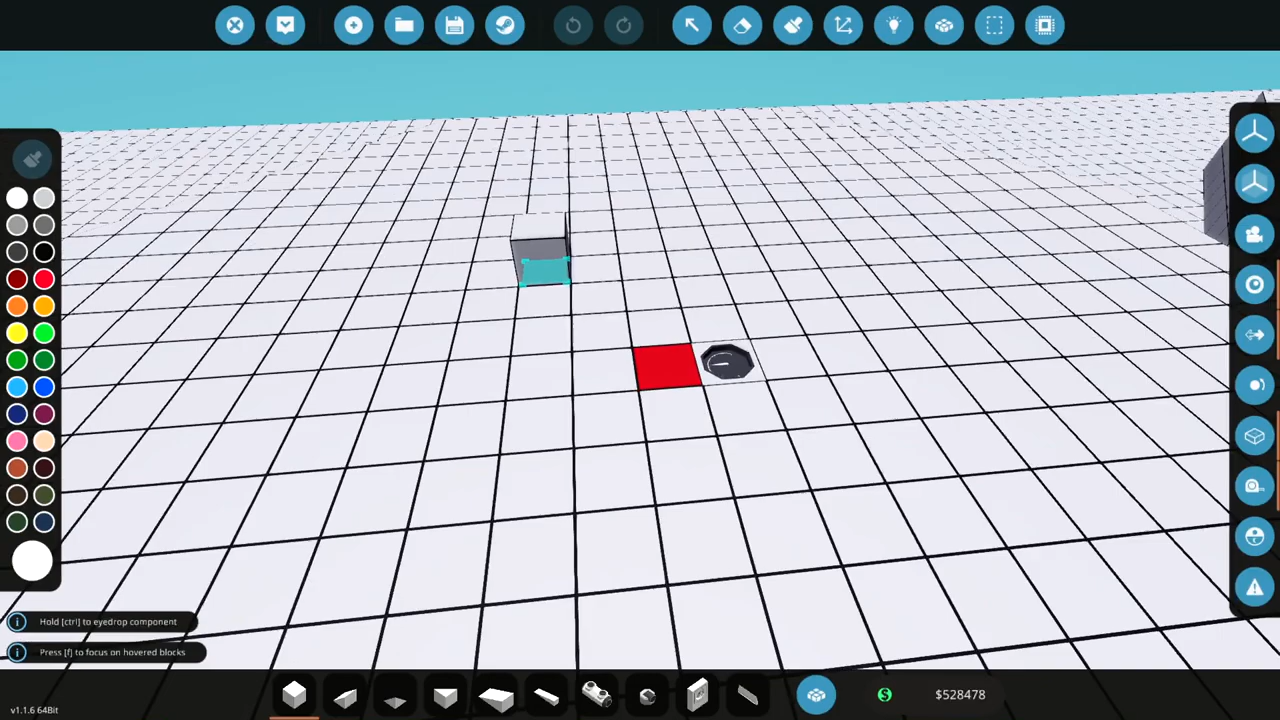 Hold [ctrl] to eyedrop component
Press [f] to focus on hovered blocks
$528478
v1.1.6 64Bit